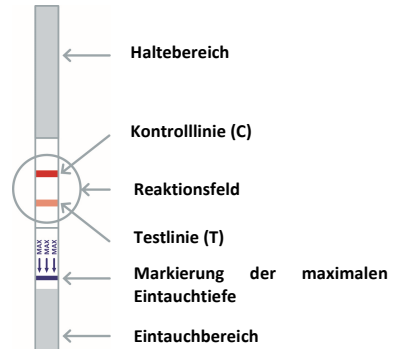 Haltebereich
Kontrolllinie (C)
Reaktionsfeld
Testlinie (T)
MAX MAX MAX
Markierung der maximalen
Eintauchtiefe
Eintauchbereich